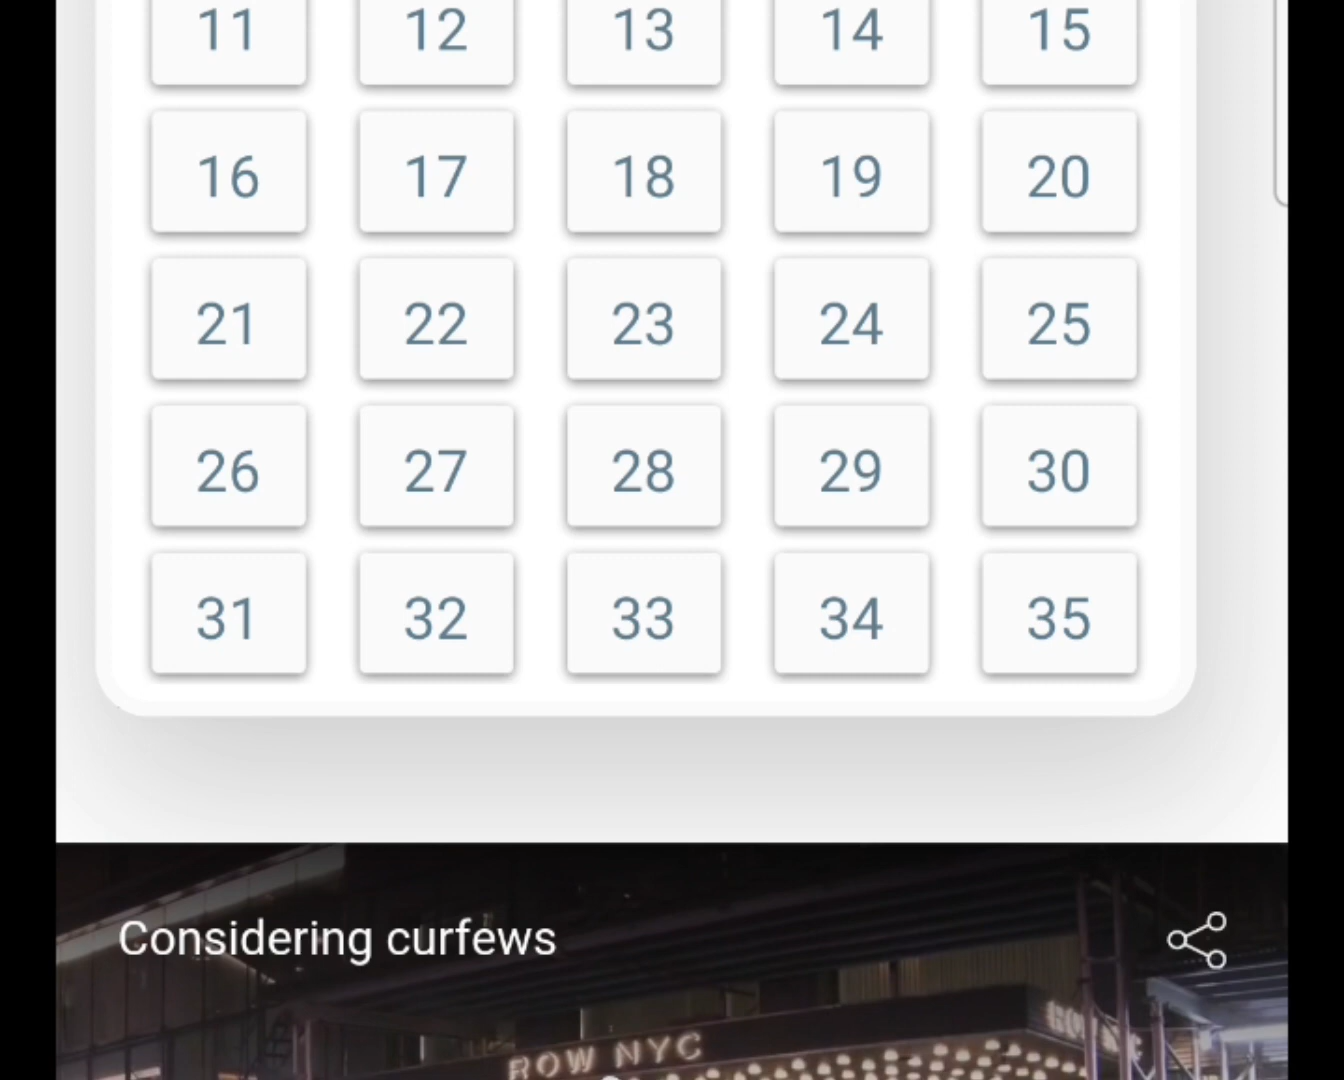 11 12 13 14 15
16 17 18 19 20
21 22 23 24 25
26 27 28 29 30
31 32 33 34 35
Considering curfews
ROW NYC